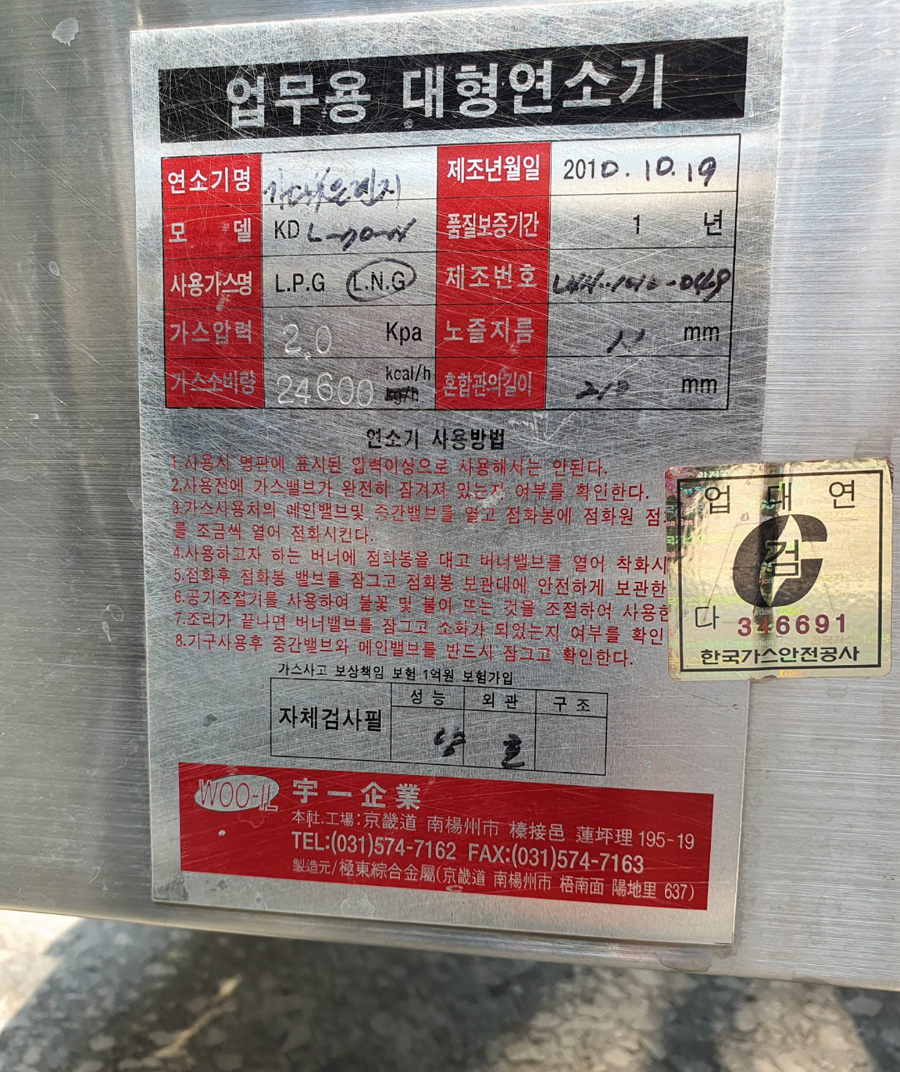 업무용 대형연소기
연소기명
제조년월일 2010.10.19
모 델 KD L-70-N
품질보증기간 1 년
사용가스명 L.P.G L.N.G
제조번호
가스압력 2.0 Kpa
노즐지름 mm
가스소비량 24600 kcal/h
kg/h
혼합관의길이 210 mm
연소기 사용방법
1.사용시 명판에 표시된 압력이상으로 사용해서는 안된다.
2.사용전에 가스밸브가 완전히 잠겨져 있는지 여부를 확인한다.
3.가스사용처의 메인밸브및 중간밸브를 열고 점화봉에 점화원 점
를 조금씩 열어 점화시킨다.
4.사용하고자 하는 버너에 점화봉을 대고 버너밸브를 열어 착화시
5.점화후 점화봉 밸브를 잠그고 점화봉 보관대에 안전하게 보관한
6.공기조절기를 사용하여 불꽃 및 불이 뜨는 것을 조절하여 사용한
7.조리가 끝나면 버너밸브를 잠그고 소화가 되었는지 여부를 확인
8.기구사용후 중간밸브와 메인밸브를 반드시 잠그고 확인한다.
가스사고 보상책임 보험 1억원 보험가입
자체검사필
성 능 외 관 구 조
양 호
WOO-IL 宇一企業
本社.工場:京畿道 南楊州市 榛接邑 蓮坪理 195-19
TEL:(031)574-7162 FAX:(031)574-7163
製造元/極東綜合金屬(京畿道 南楊州市 梧南面 陽地里 637)
업 대 연
검
다 346691
한국가스안전공사